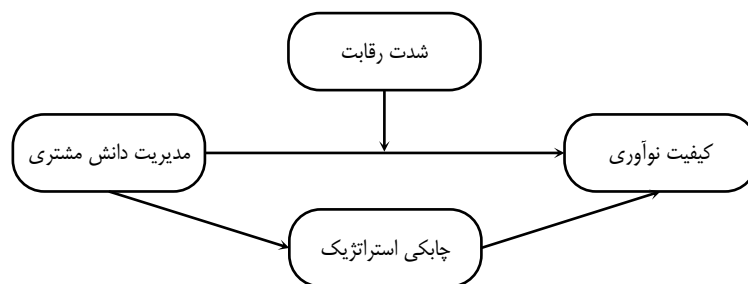 شدت رقابت
مدیریت دانش مشتری
کیفیت نوآوری
چابکی استراتژیک